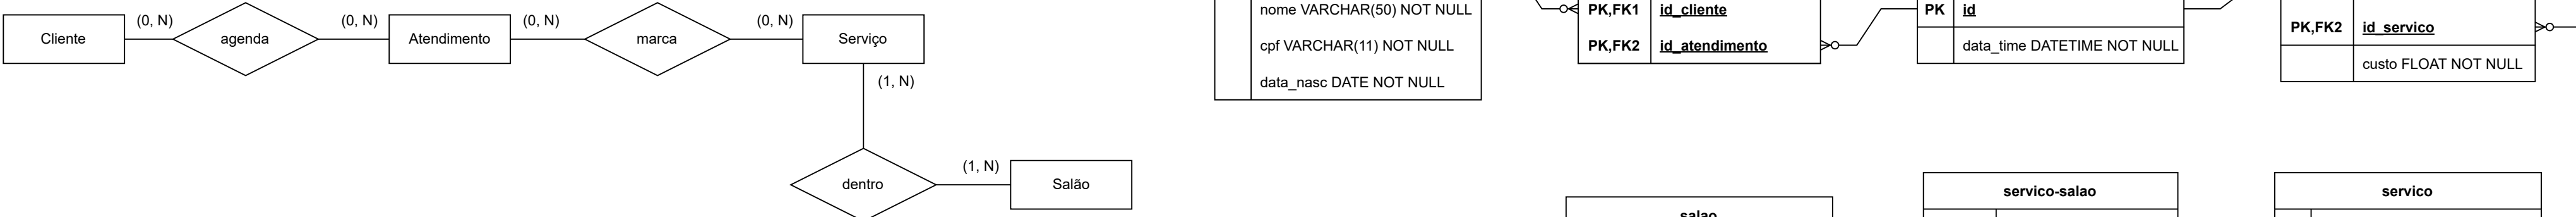 (0, N)
(0, N)
(0, N)
(0, N)
Cliente
agenda
Atendimento
marca
Serviço
(1, N)
(1, N)
dentro
Salão
nome VARCHAR(50) NOT NULL
cpf VARCHAR(11) NOT NULL
data_nasc DATE NOT NULL
PK,FK1 id_cliente
PK,FK2 id_atendimento
PK id
data_time DATETIME NOT NULL
PK,FK2 id_servico
custo FLOAT NOT NULL
salao
servico-salao
servico